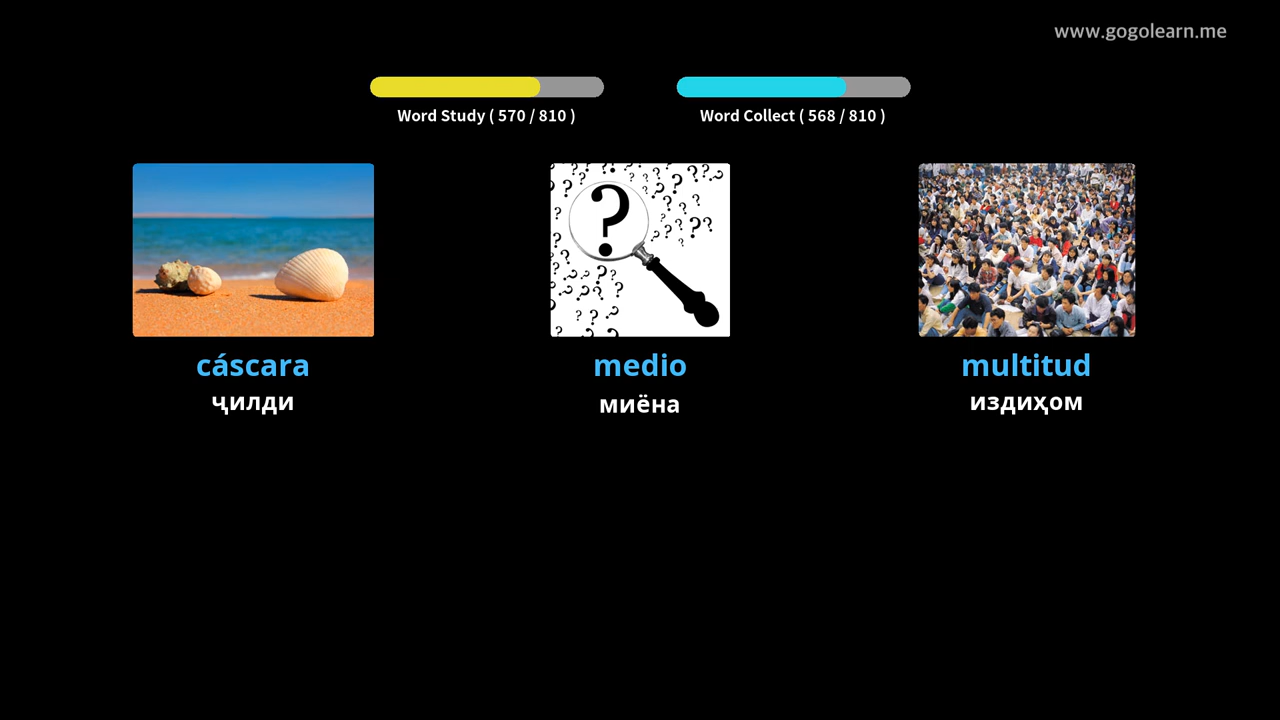 www.gogolearn.me
Word Study ( 570 / 810 )
Word Collect ( 568 / 810 )
cáscara
medio
multitud
ҷилди
миёна
издиҳом